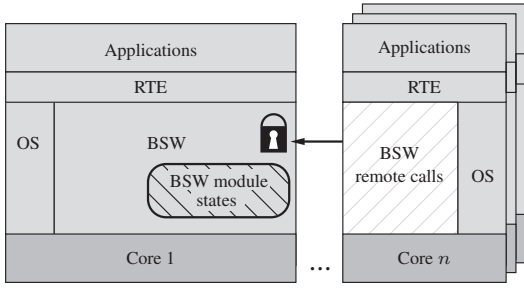 Applications
RTE
OS
BSW
BSW module
states
Core 1
...
Applications
RTE
BSW
remote calls
OS
Core n